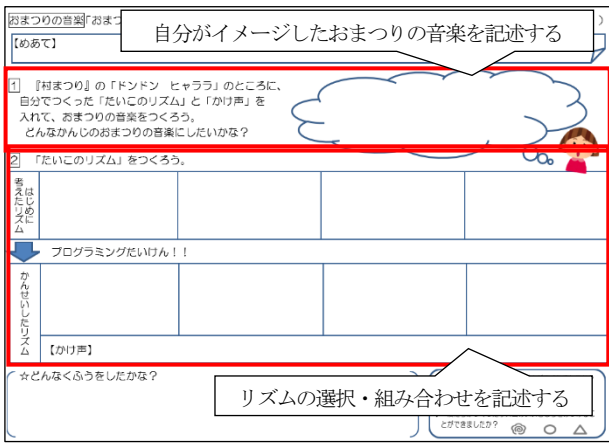 おまつりの音楽「おまつ
自分がイメージしたおまつりの音楽を記述する
）
【めあて】
1 『村まつり』の「ドンドン ヒャララ」のところに、
自分でつくった「たいこのリズム」と「かけ声」を
入れて、おまつりの音楽をつくろう。
どんなかんじのおまつりの音楽にしたいかな？
2 「たいこのリズム」をつくろう。
はじめに
考えたリズム
プログラミングたいけん！！
かんせいしたリズム
【かけ声】
☆どんなくふうをしたかな？
リズムの選択・組み合わせを記述する
とができましたか？ ◎ ○ △